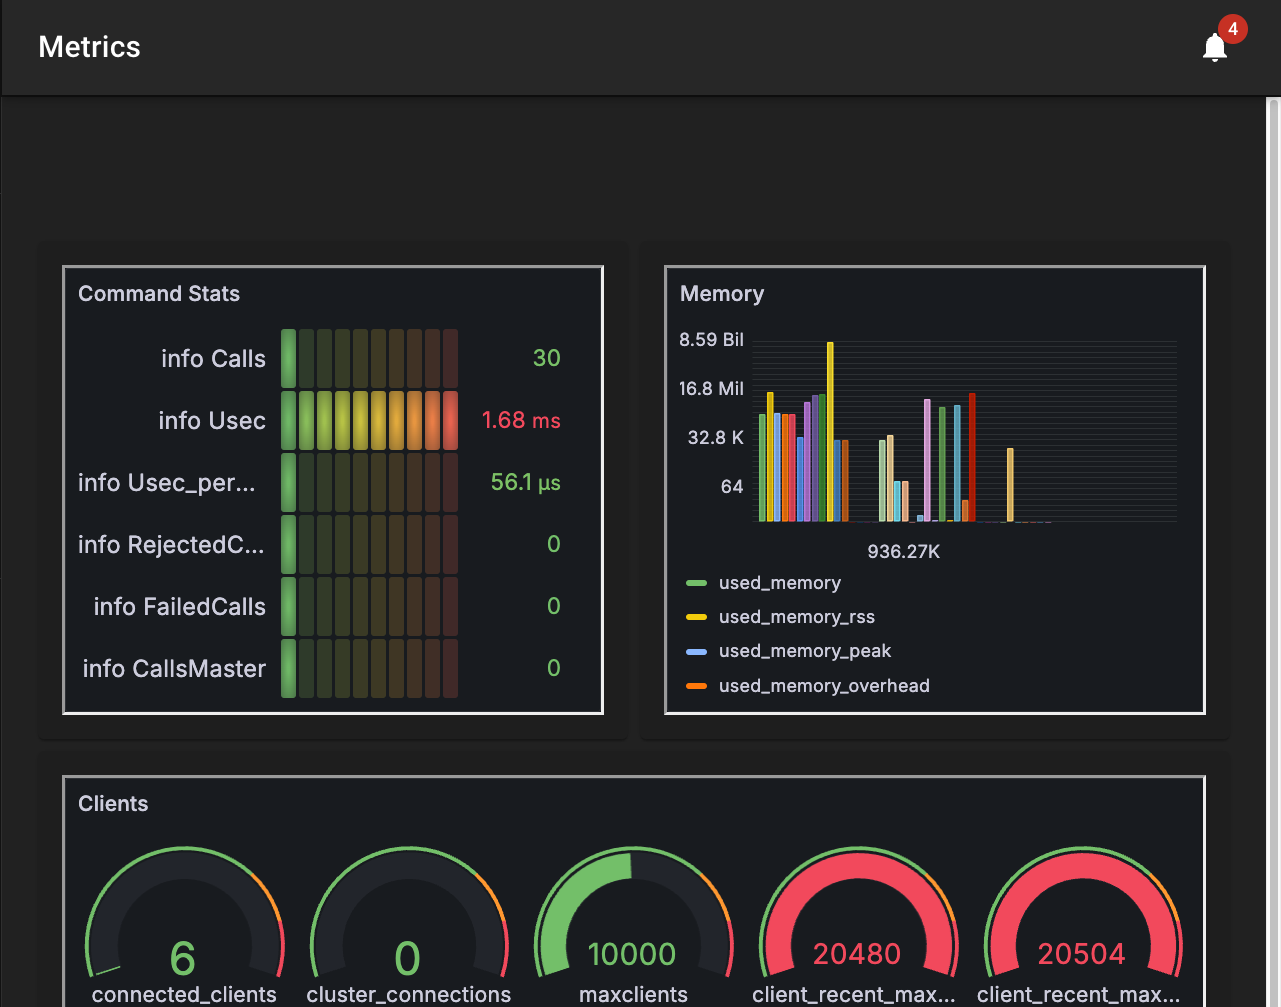 Metrics
4
Command Stats
info Calls 30
info Usec 1.68 ms
info Usec_per... 56.1 µs
info RejectedC... 0
info FailedCalls 0
info CallsMaster 0
Memory
8.59 Bil
16.8 Mil
32.8 K
64
936.27K
used_memory
used_memory_rss
used_memory_peak
used_memory_overhead
Clients
6 0 10000 20480 20504
connected_clients cluster_connections maxclients client_recent_max... client_recent_max...